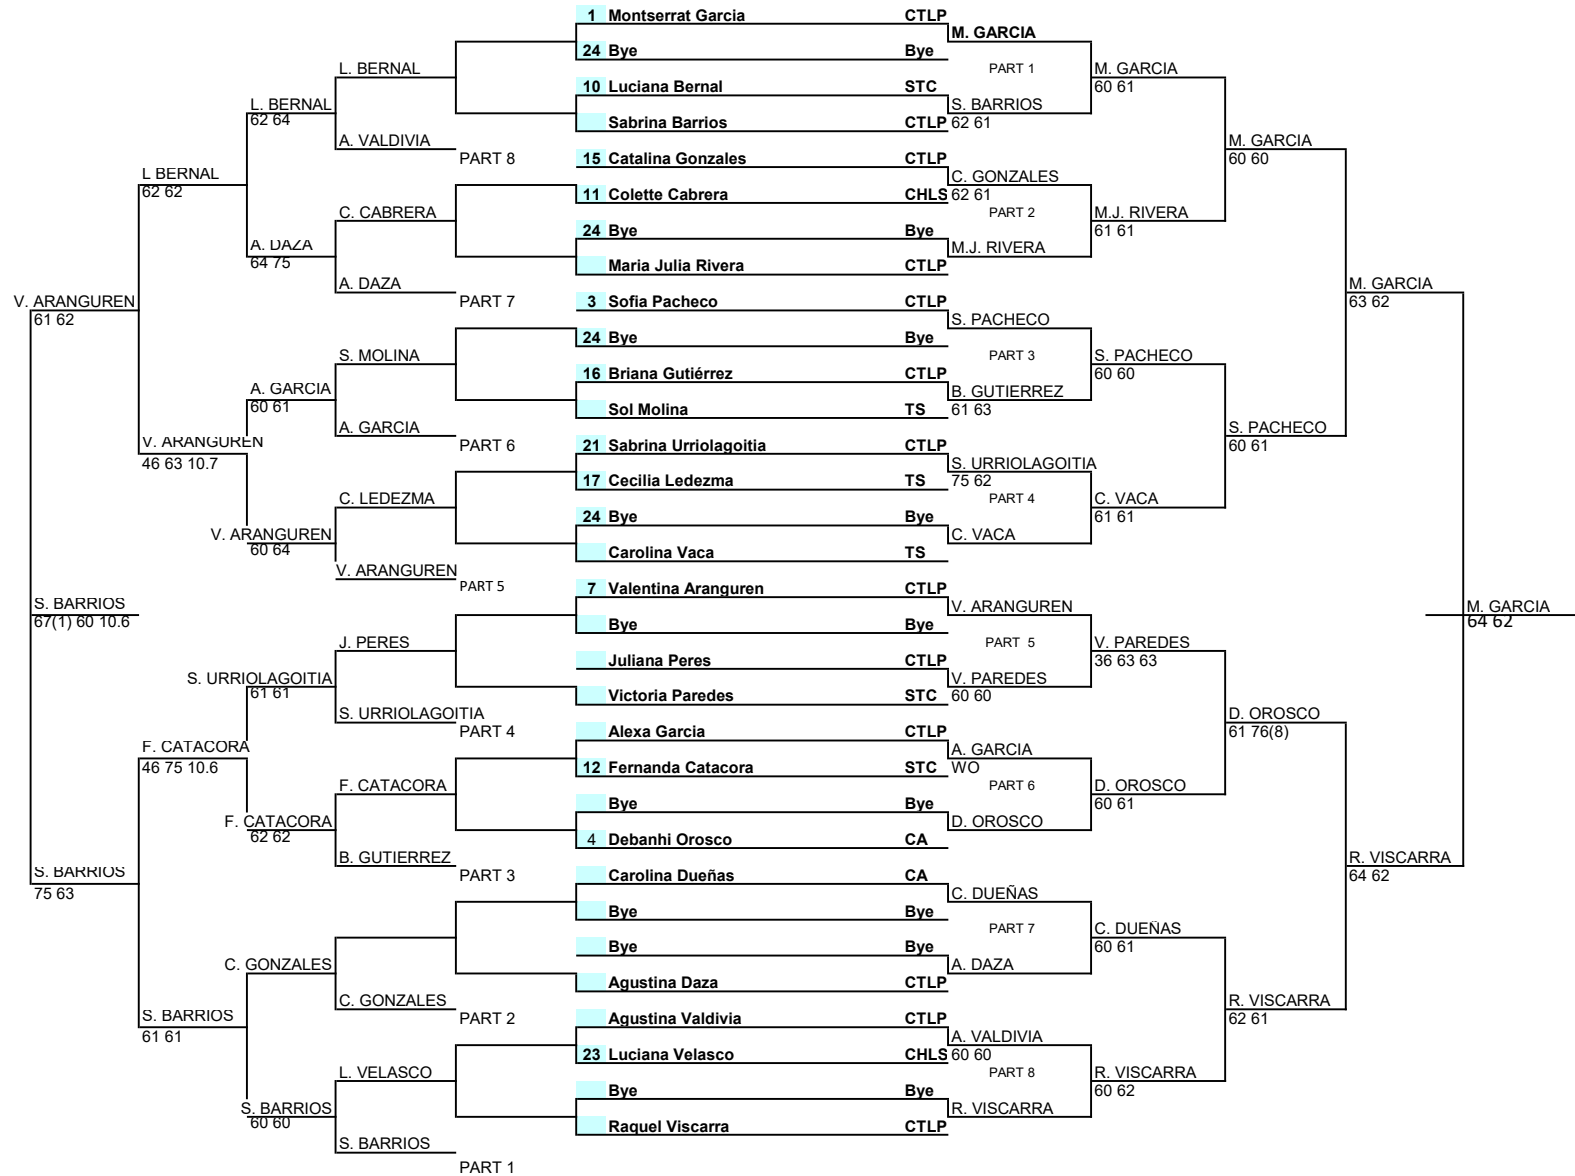 1 Montserrat Garcia CTLP
M. GARCIA
24 Bye Bye
L. BERNAL PART 1 M. GARCIA
10 Luciana Bernal STC 60 61
L. BERNAL S. BARRIOS
62 64 Sabrina Barrios CTLP 62 61
A. VALDIVIA M. GARCIA
PART 8 15 Catalina Gonzales CTLP 60 60
L BERNAL C. GONZALES
62 62 11 Colette Cabrera CHLS 62 61
C. CABRERA PART 2 M.J. RIVERA
24 Bye Bye 61 61
A. DAZA M.J. RIVERA
64 75 Maria Julia Rivera CTLP
A. DAZA M. GARCIA
V. ARANGUREN PART 7 3 Sofia Pacheco CTLP 63 62
61 62 S. PACHECO
24 Bye Bye
S. MOLINA PART 3 S. PACHECO
16 Briana Gutiérrez CTLP 60 60
A. GARCIA B. GUTIERREZ
60 61 Sol Molina TS 61 63
A. GARCIA S. PACHECO
V. ARANGUREN PART 6 21 Sabrina Urriolagoitia CTLP 60 61
46 63 10.7 S. URRIOLAGOITIA
17 Cecilia Ledezma TS 75 62
C. LEDEZMA PART 4 C. VACA
24 Bye Bye 61 61
V. ARANGUREN C. VACA
60 64 Carolina Vaca TS
V. ARANGUREN
PART 5 7 Valentina Aranguren CTLP
S. BARRIOS V. ARANGUREN M. GARCIA
67(1) 60 10.6 Bye Bye 64 62
J. PERES PART 5 V. PAREDES
Juliana Peres CTLP 36 63 63
S. URRIOLAGOITIA V. PAREDES
61 61 Victoria Paredes STC 60 60
S. URRIOLAGOITIA D. OROSCO
PART 4 Alexa Garcia CTLP 61 76(8)
F. CATACORA A. GARCIA
46 75 10.6 12 Fernanda Catacora STC WO
F. CATACORA PART 6 D. OROSCO
Bye Bye 60 61
F. CATACORA D. OROSCO
62 62 4 Debanhi Orosco CA
B. GUTIERREZ R. VISCARRA
S. BARRIOS PART 3 Carolina Dueñas CA 64 62
75 63 C. DUEÑAS
Bye Bye
PART 7 C. DUEÑAS
Bye Bye 60 61
C. GONZALES A. DAZA
Agustina Daza CTLP
C. GONZALES R. VISCARRA
S. BARRIOS PART 2 Agustina Valdivia CTLP 62 61
61 61 A. VALDIVIA
23 Luciana Velasco CHLS 60 60
L. VELASCO PART 8 R. VISCARRA
Bye Bye 60 62
S. BARRIOS R. VISCARRA
60 60 Raquel Viscarra CTLP
S. BARRIOS
PART 1